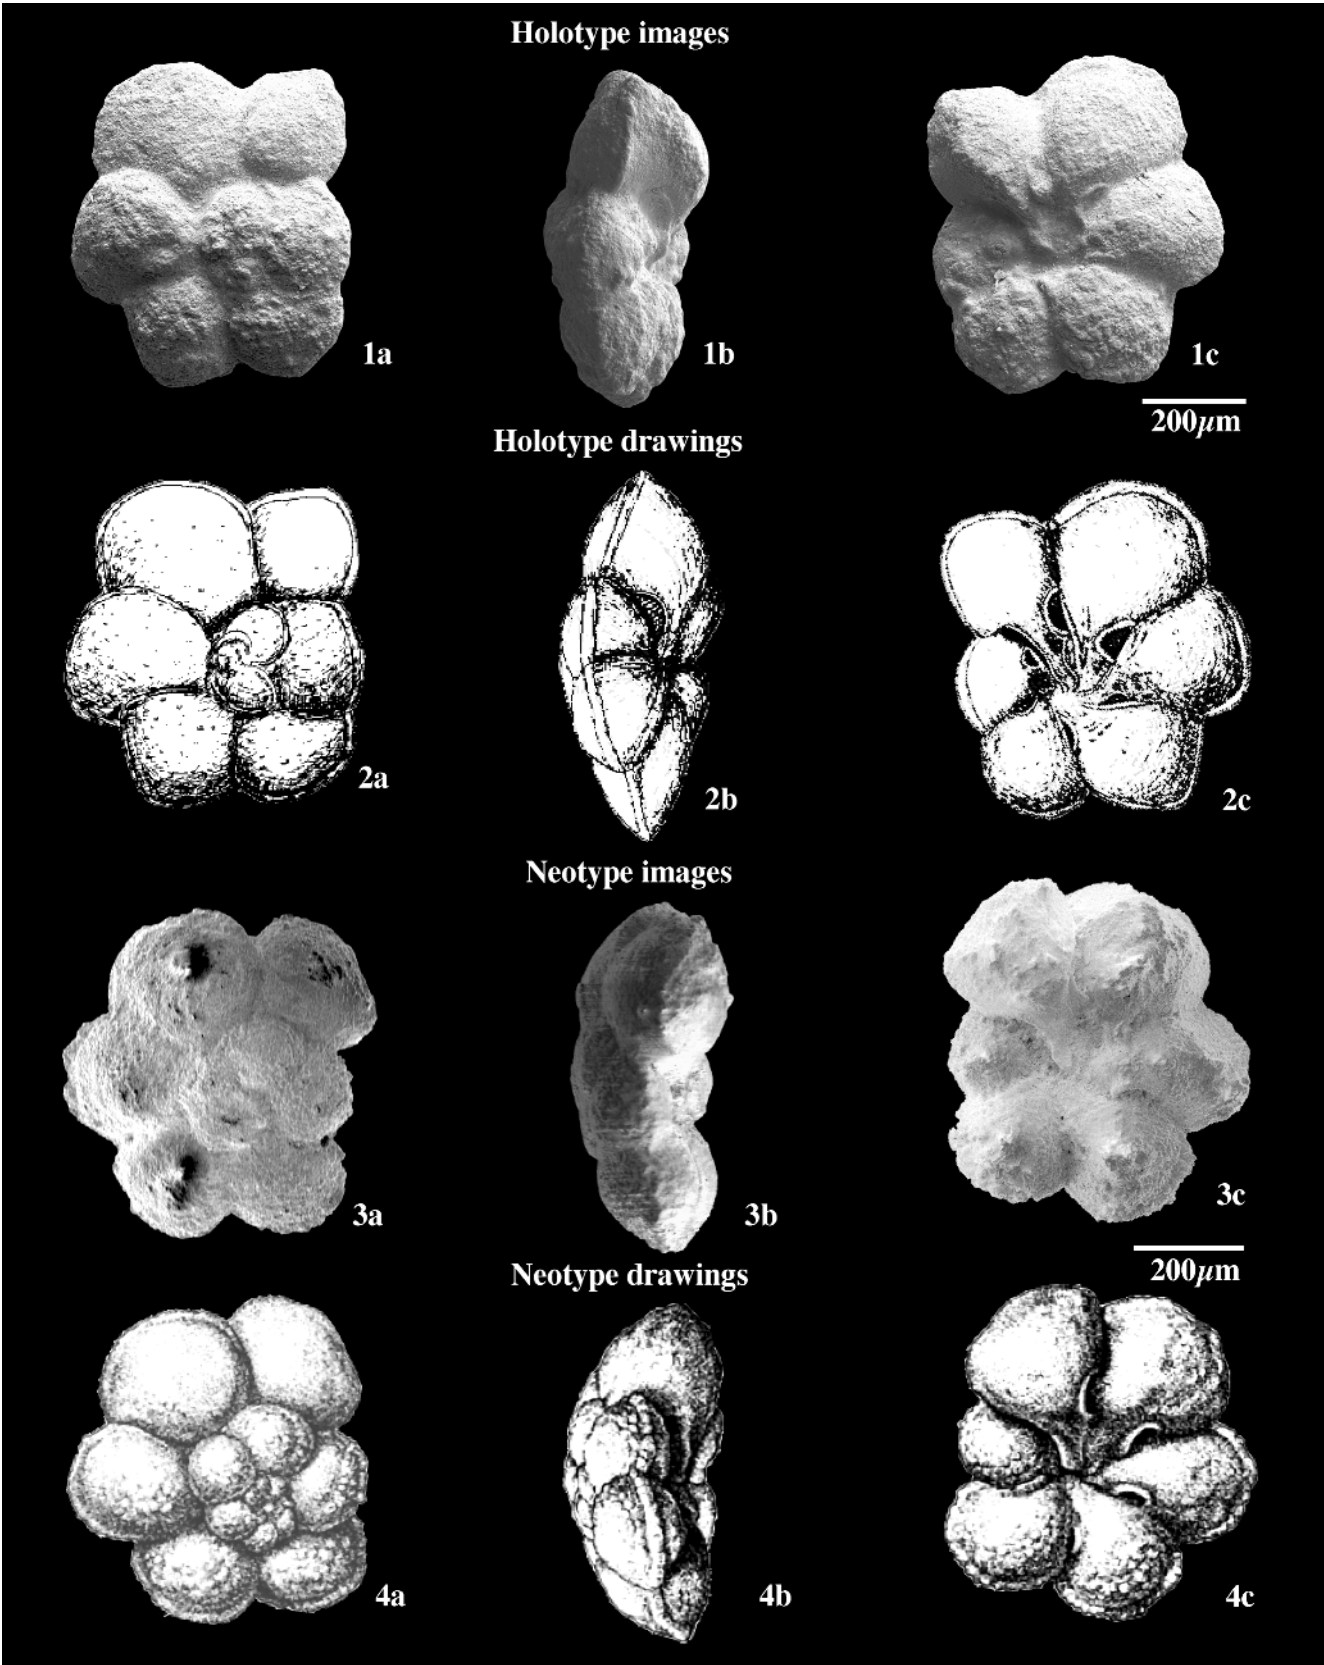 Holotype images
1a
1b
1c
200μm
Holotype drawings
2a
2b
2c
Neotype images
3a
3b
3c
200μm
Neotype drawings
4a
4b
4c